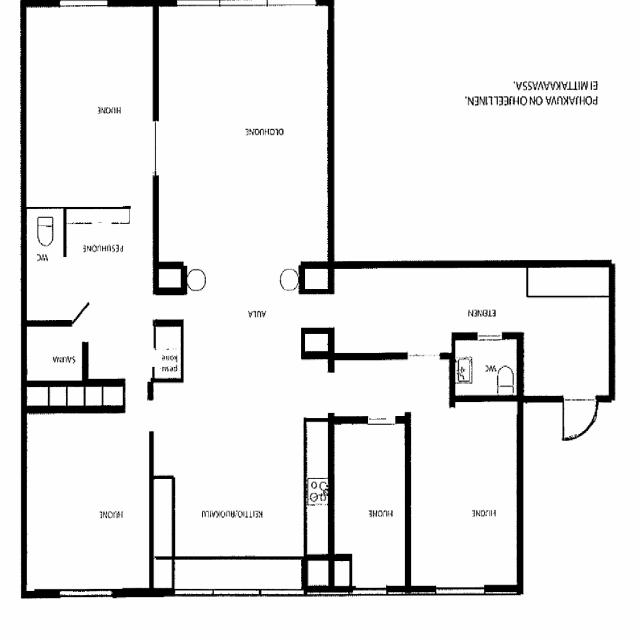 HUONE
HUONE
KEITTIÖ/RUOKAILU
HUONE
WC
pesu
kone
SAUNA
ETEINEN
AULA
PESUHUONE
WC
OLOHUONE
HUONE
POHJAKUVA ON OHJEELLINEN.
EI MITTAKAAVASSA.